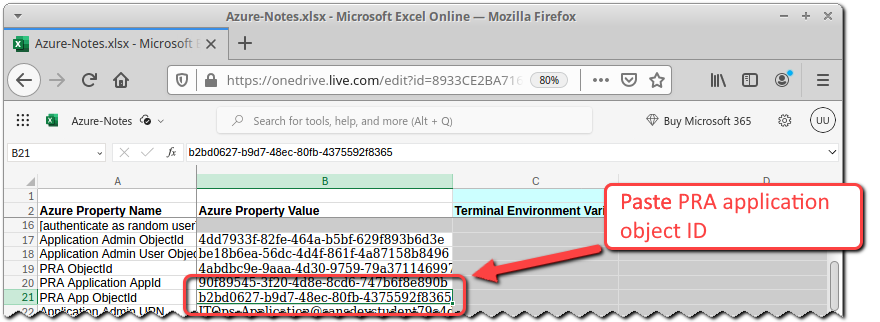 Azure-Notes.xlsx - Microsoft Excel Online — Mozilla Firefox
Azure-Notes.xlsx - Microsoft E
https://onedrive.live.com/edit?id=8933CE2BA716 80%
Azure-Notes Search for tools, help, and more (Alt + Q) Buy Microsoft 365 UU
B21 fx b2bd0627-b9d7-48ec-80fb-4375592f8365
A B C D
1
2 Azure Property Name Azure Property Value Terminal Environment Vari
16 [authenticate as random user
17 Application Admin ObjectId 4dd7933f-82fe-464a-b5bf-629f893b6d3e
18 Application Admin User Objec be18b6ea-56dc-4d4f-861f-4a87158b8496
19 PRA ObjectId 4abdbc9e-9aaa-4d30-9759-79a371146997
20 PRA Application AppId 90f89545-3f20-4d8e-8cd6-747b6f8e890b
21 PRA App ObjectId b2bd0627-b9d7-48ec-80fb-4375592f8365
22 Application Admin UPN
Paste PRA application
object ID